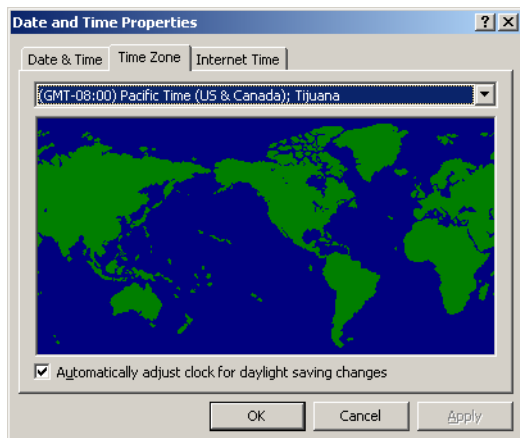 Date and Time Properties
Date & Time Time Zone Internet Time
(GMT-08:00) Pacific Time (US & Canada); Tijuana
Automatically adjust clock for daylight saving changes
OK Cancel Apply